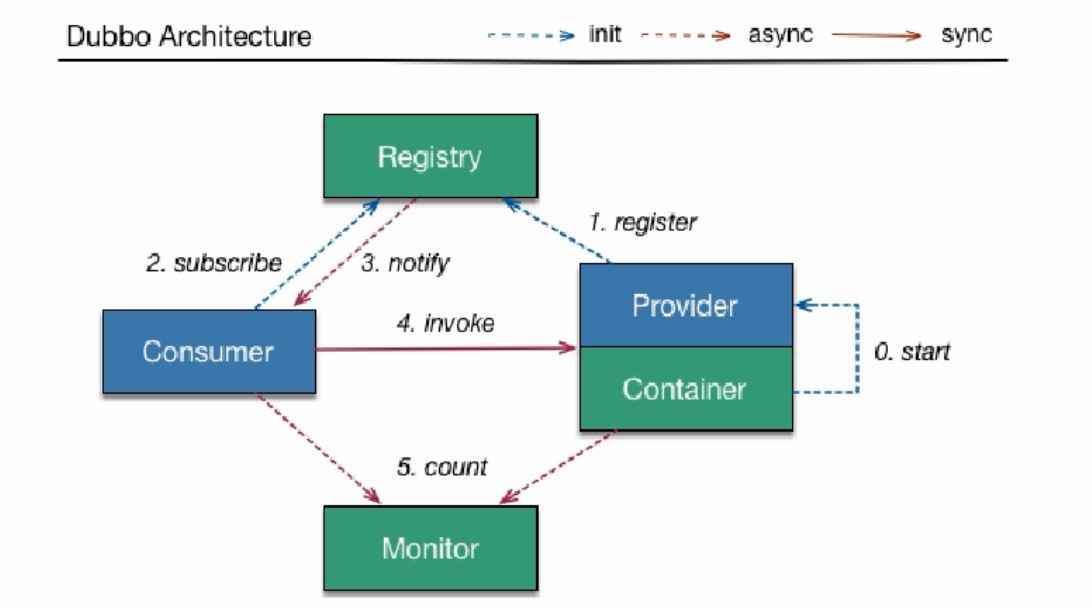 Dubbo Architecture
init
async
sync
Registry
1. register
2. subscribe
3. notify
Provider
4. invoke
Consumer
0. start
Container
5. count
Monitor